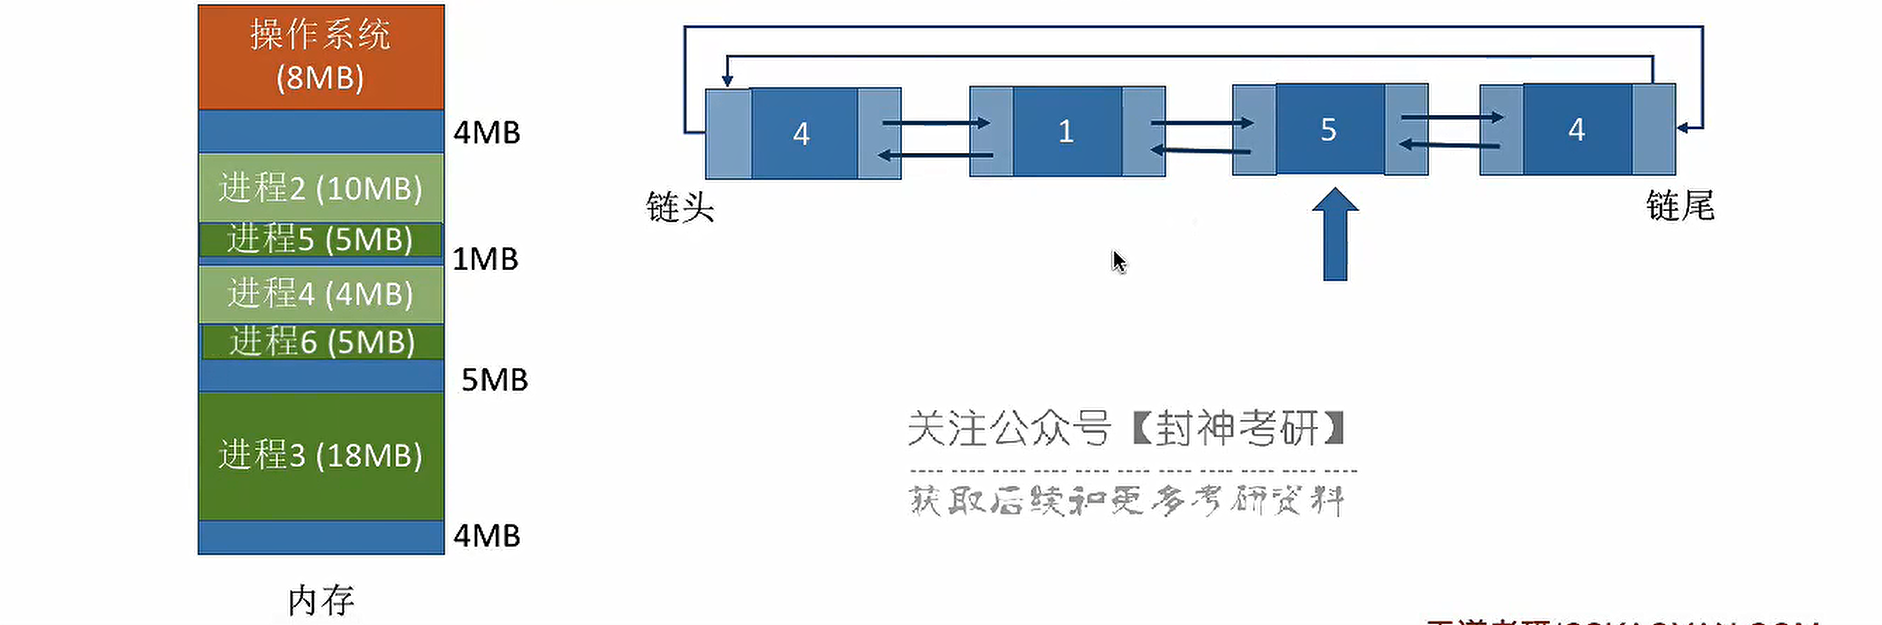 操作系统
(8MB)
4MB
进程2 (10MB)
进程5 (5MB)
1MB
进程4 (4MB)
进程6 (5MB)
5MB
进程3 (18MB)
4MB
内存
4
1
5
4
链头
链尾
关注公众号【封神考研】
获取后续和更多考研资料